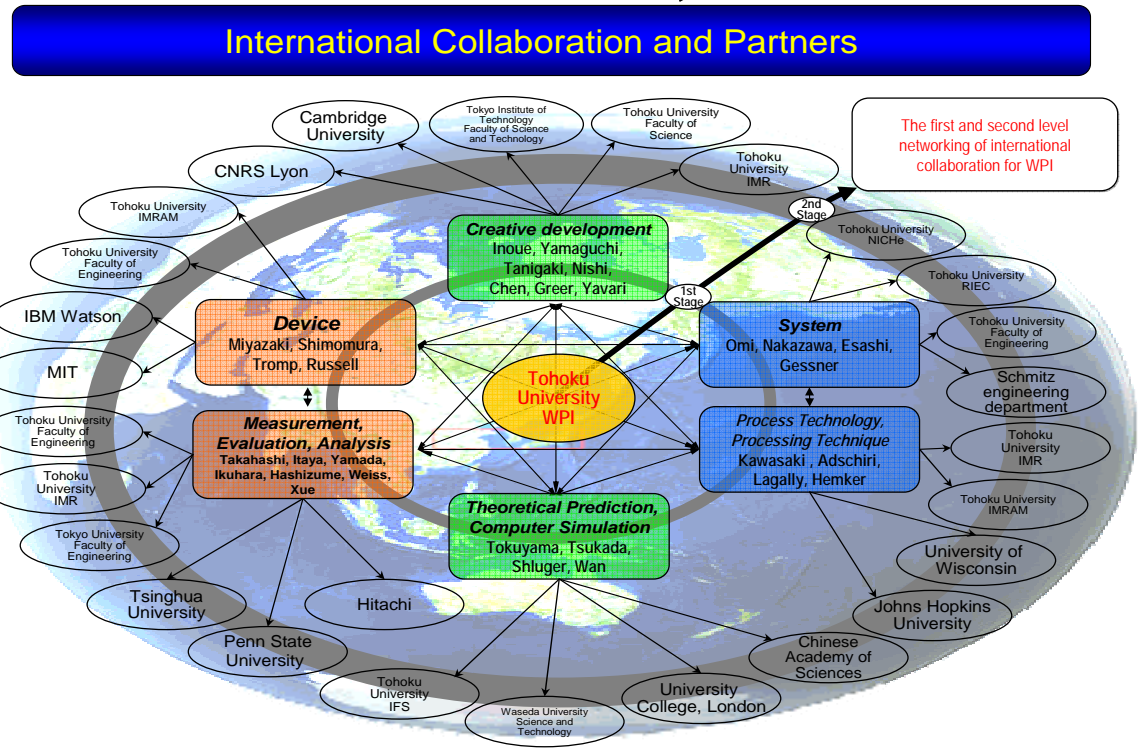 International Collaboration and Partners
Cambridge
University
Tokyo Institute of
Technology
Faculty of Science
and Technology
Tohoku University
Faculty of
Science
Tohoku
University
IMR
The first and second level
networking of international
collaboration for WPI
CNRS Lyon
Tohoku University
IMRAM
Tohoku University
Faculty of
Engineering
IBM Watson
MIT
Tohoku University
Faculty of
Engineering
Tohoku
University
IMR
Tokyo University
Faculty of
Engineering
Tsinghua
University
Penn State
University
Hitachi
Creative development
Inoue, Yamaguchi,
Tanigaki, Nishi,
Chen, Greer, Yavari
2nd
Stage
1st
Stage
Device
Miyazaki, Shimomura,
Tromp, Russell
Tohoku
University
WPI
System
Omi, Nakazawa, Esashi,
Gessner
Measurement,
Evaluation, Analysis
Takahashi, Itaya, Yamada,
Ikuhara, Hashizume, Weiss,
Xue
Process Technology,
Processing Technique
Kawasaki , Adschiri,
Lagally, Hemker
Theoretical Prediction,
Computer Simulation
Tokuyama, Tsukada,
Shluger, Wan
Tohoku University
NICHe
Tohoku University
RIEC
Tohoku University
Faculty of
Engineering
Schmitz
engineering
department
Tohoku
University
IMR
Tohoku University
IMRAM
University of
Wisconsin
Johns Hopkins
University
Chinese
Academy of
Sciences
University
College, London
Waseda University
Science and
Technology
Tohoku
University
IFS